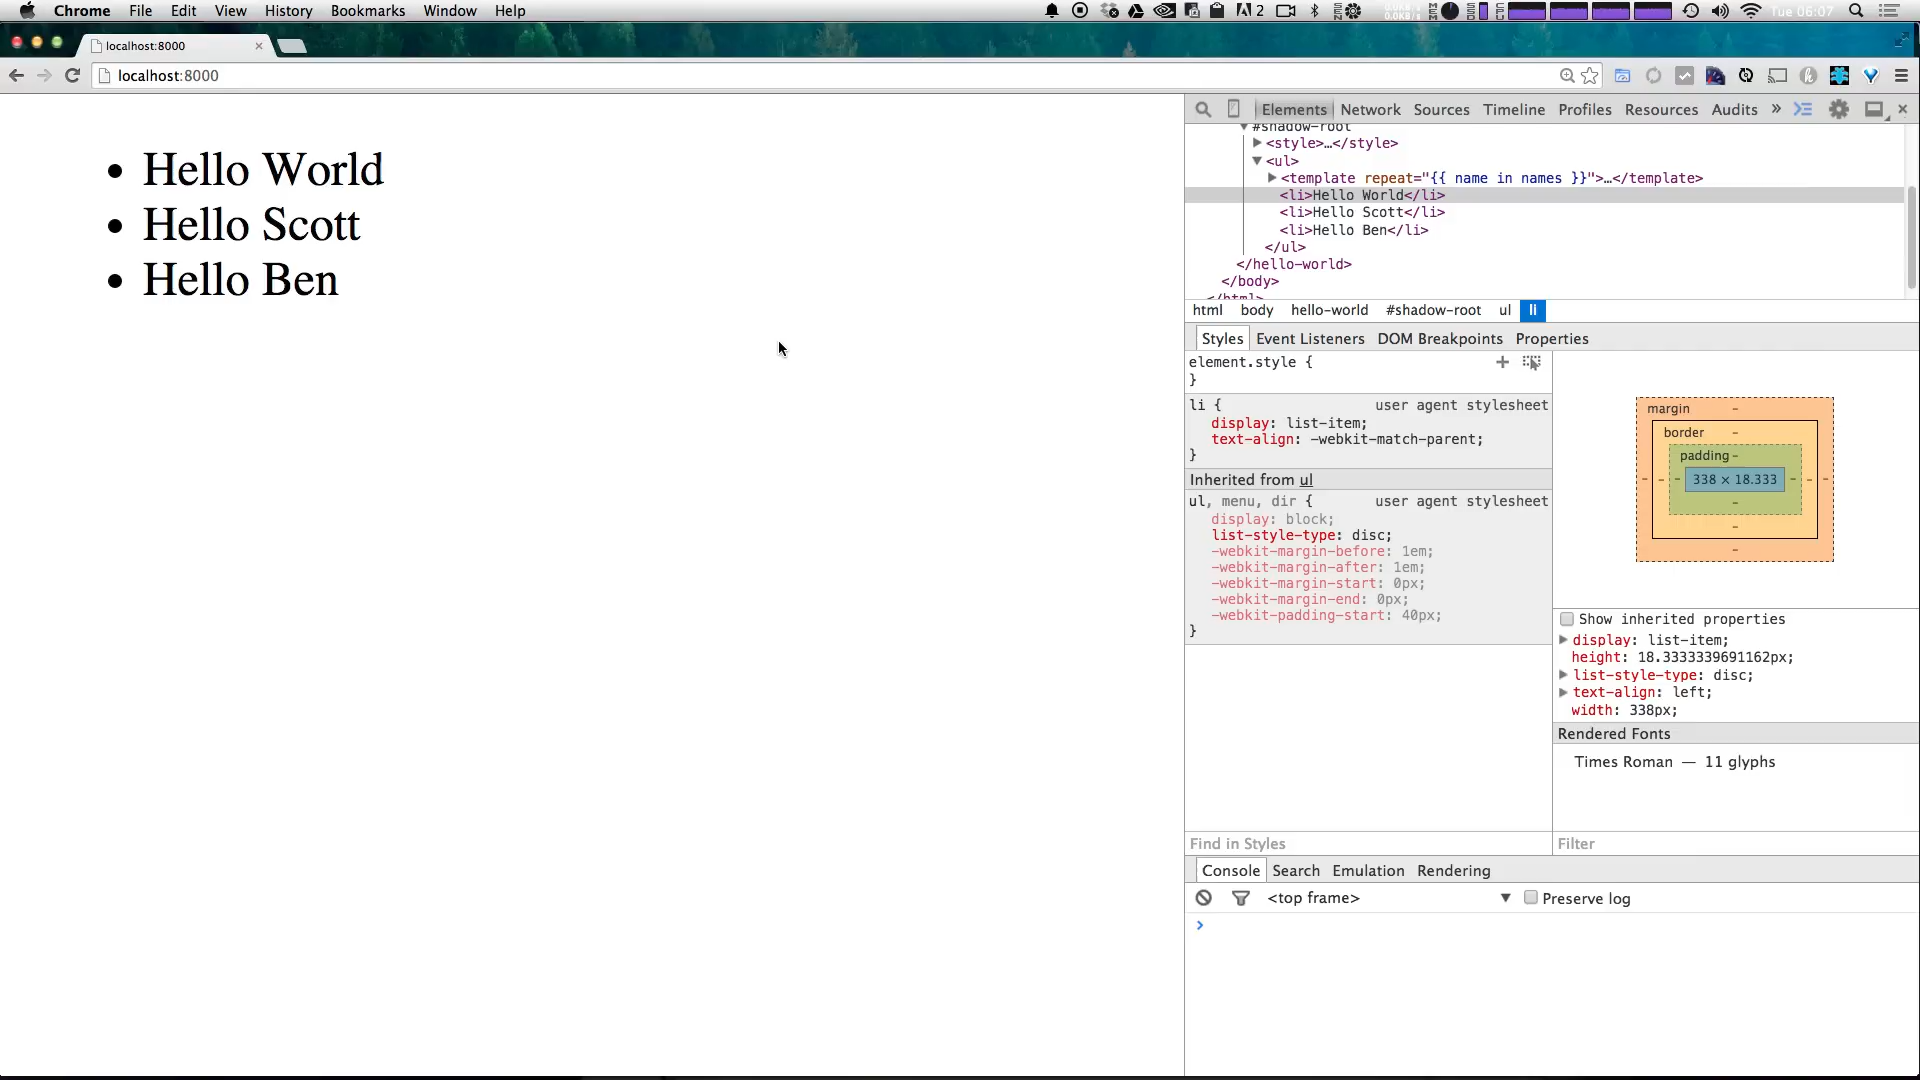 Chrome File Edit View History Bookmarks Window Help
2
Tue 06:07
localhost:8000
localhost:8000
Hello World
Hello Scott
Hello Ben
Elements Network Sources Timeline Profiles Resources Audits
#shadow-root
<style>…</style>
<ul>
<template repeat="{{ name in names }}">…</template>
<li>Hello World</li>
<li>Hello Scott</li>
<li>Hello Ben</li>
</ul>
</hello-world>
</body>
</html>
html body hello-world #shadow-root ul li
Styles Event Listeners DOM Breakpoints Properties
element.style {
}
li { user agent stylesheet
display: list-item;
text-align: -webkit-match-parent;
}
Inherited from ul
ul, menu, dir { user agent stylesheet
display: block;
list-style-type: disc;
-webkit-margin-before: 1em;
-webkit-margin-after: 1em;
-webkit-margin-start: 0px;
-webkit-margin-end: 0px;
-webkit-padding-start: 40px;
}
Find in Styles
margin -
border -
padding -
- - - 338 × 18.333 - - -
-
-
-
Show inherited properties
display: list-item;
height: 18.3333339691162px;
list-style-type: disc;
text-align: left;
width: 338px;
Rendered Fonts
Times Roman — 11 glyphs
Filter
Console Search Emulation Rendering
<top frame> Preserve log